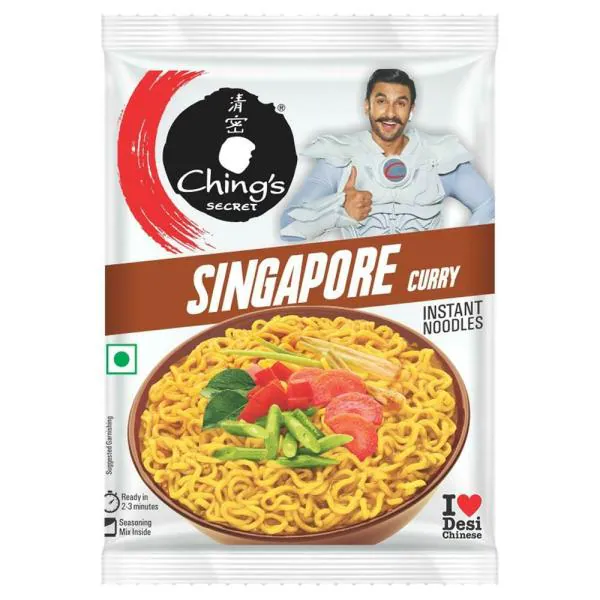 清
密
®
Ching's
SECRET
SINGAPORE CURRY
INSTANT
NOODLES
Suggested Garnishing
Ready in
2-3 minutes
Seasoning
Mix Inside
I ❤
Desi
Chinese